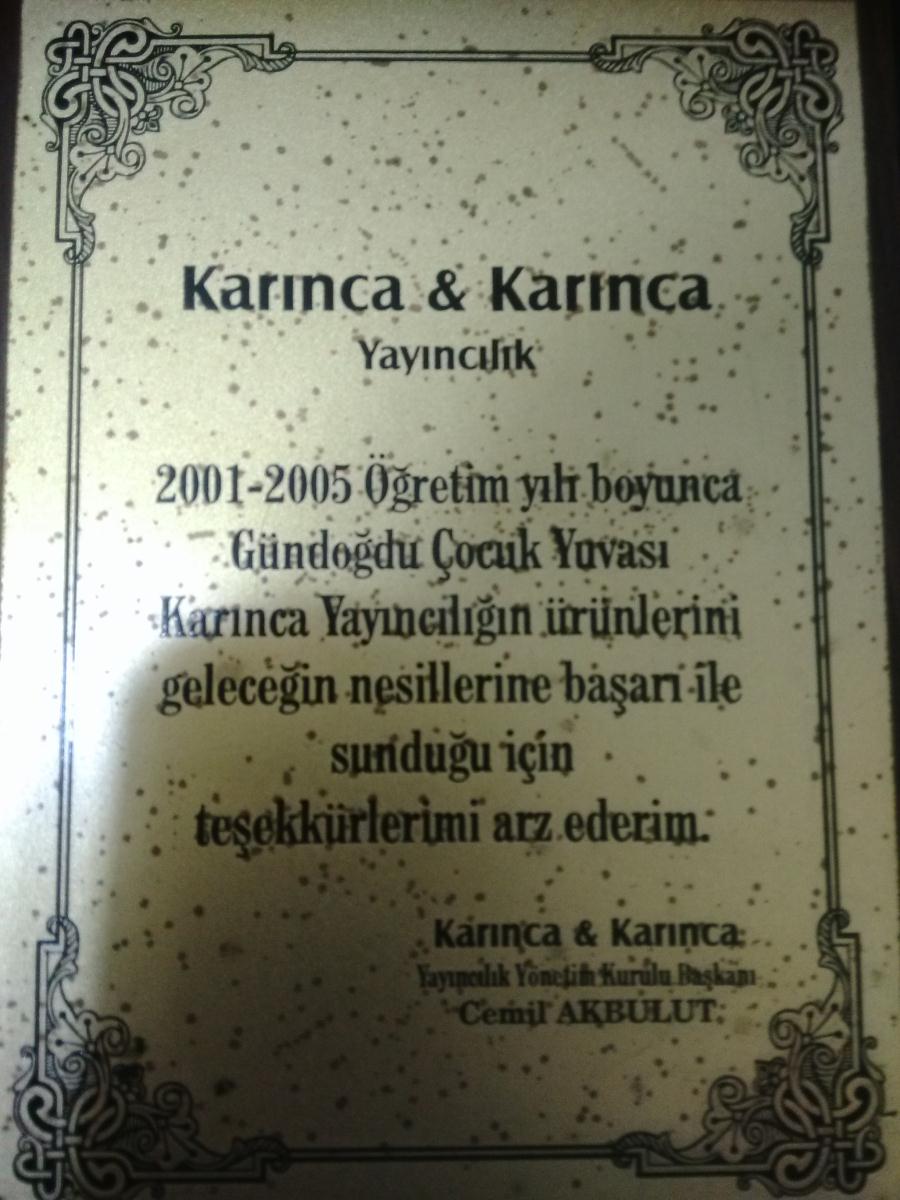 Karınca & Karınca
Yayıncılık
2001-2005 Öğretim yılı boyunca
Gündoğdu Çocuk Yuvası
Karınca Yayıncılığın ürünlerini
geleceğin nesillerine başarı ile
sunduğu için
teşekkürlerimi arz ederim.
Karınca & Karınca
Yayıncılık Yönetim Kurulu Başkanı
Cemil AKBULUT